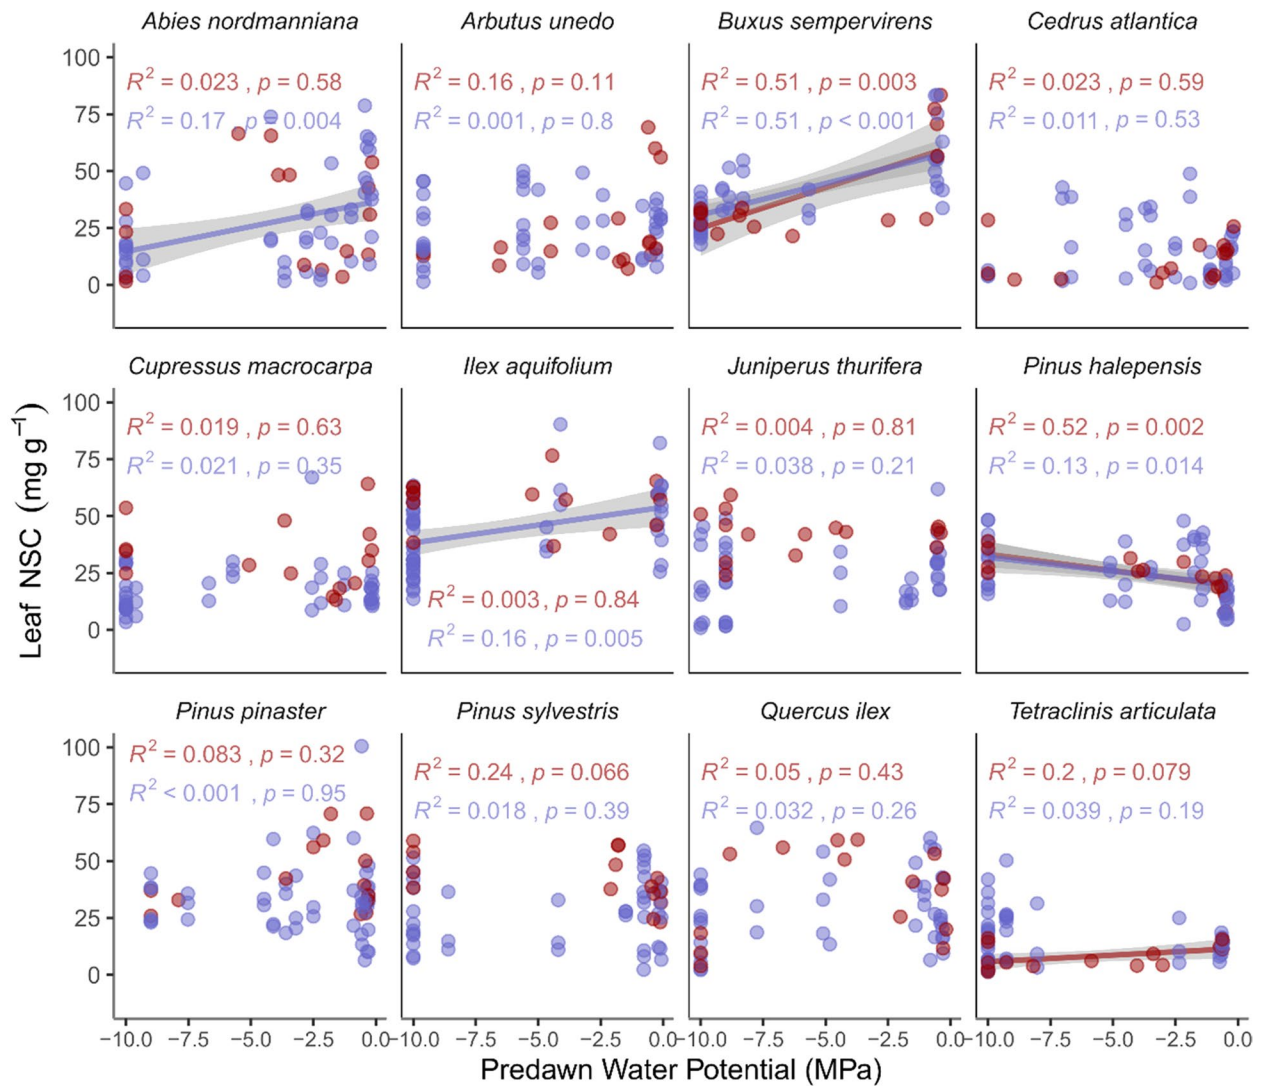 Abies nordmanniana Arbutus unedo Buxus sempervirens Cedrus atlantica
100
R² = 0.023 , p = 0.58 R² = 0.16 , p = 0.11 R² = 0.51 , p = 0.003 R² = 0.023 , p = 0.59
75
R² = 0.17 , p = 0.004 R² = 0.001 , p = 0.8 R² = 0.51 , p < 0.001 R² = 0.011 , p = 0.53
50
25
0
Cupressus macrocarpa Ilex aquifolium Juniperus thurifera Pinus halepensis
100
R² = 0.019 , p = 0.63 R² = 0.004 , p = 0.81 R² = 0.52 , p = 0.002
75
R² = 0.021 , p = 0.35 R² = 0.038 , p = 0.21 R² = 0.13 , p = 0.014
50
25
R² = 0.003 , p = 0.84
0
R² = 0.16 , p = 0.005
Leaf NSC (mg g⁻¹)
Pinus pinaster Pinus sylvestris Quercus ilex Tetraclinis articulata
100
R² = 0.083 , p = 0.32 R² = 0.24 , p = 0.066 R² = 0.05 , p = 0.43 R² = 0.2 , p = 0.079
R² < 0.001 , p = 0.95 R² = 0.018 , p = 0.39 R² = 0.032 , p = 0.26 R² = 0.039 , p = 0.19
75
50
25
0
−10.0 −7.5 −5.0 −2.5 0.0 −10.0 −7.5 −5.0 −2.5 0.0 −10.0 −7.5 −5.0 −2.5 0.0 −10.0 −7.5 −5.0 −2.5 0.0
Predawn Water Potential (MPa)